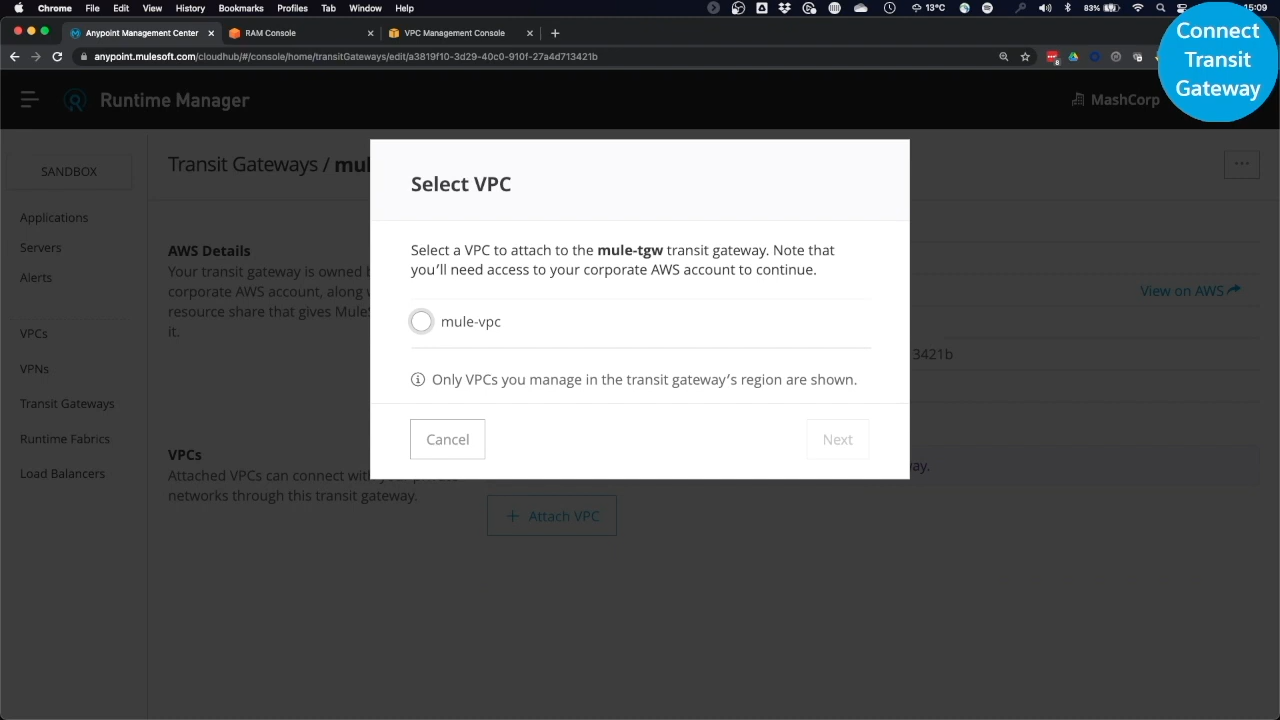 Chrome File Edit View History Bookmarks Profiles Tab Window Help 13°C 83% 15:09
Anypoint Management Center RAM Console VPC Management Console
anypoint.mulesoft.com/cloudhub/#/console/home/transitGateways/edit/a3819f10-3d29-40c0-910f-27a4d713421b
Connect
Transit
Gateway
Runtime Manager
MashCorp
SANDBOX
Applications
Servers
Alerts
VPCs
VPNs
Transit Gateways
Runtime Fabrics
Load Balancers
Transit Gateways / mul
AWS Details
Your transit gateway is owned
corporate AWS account, along
resource share that gives Mule
it.
View on AWS
3421b
VPCs
Attached VPCs can connect with your private
networks through this transit gateway.
way.
+ Attach VPC
Select VPC
Select a VPC to attach to the mule-tgw transit gateway. Note that
you'll need access to your corporate AWS account to continue.
mule-vpc
Only VPCs you manage in the transit gateway's region are shown.
Cancel
Next